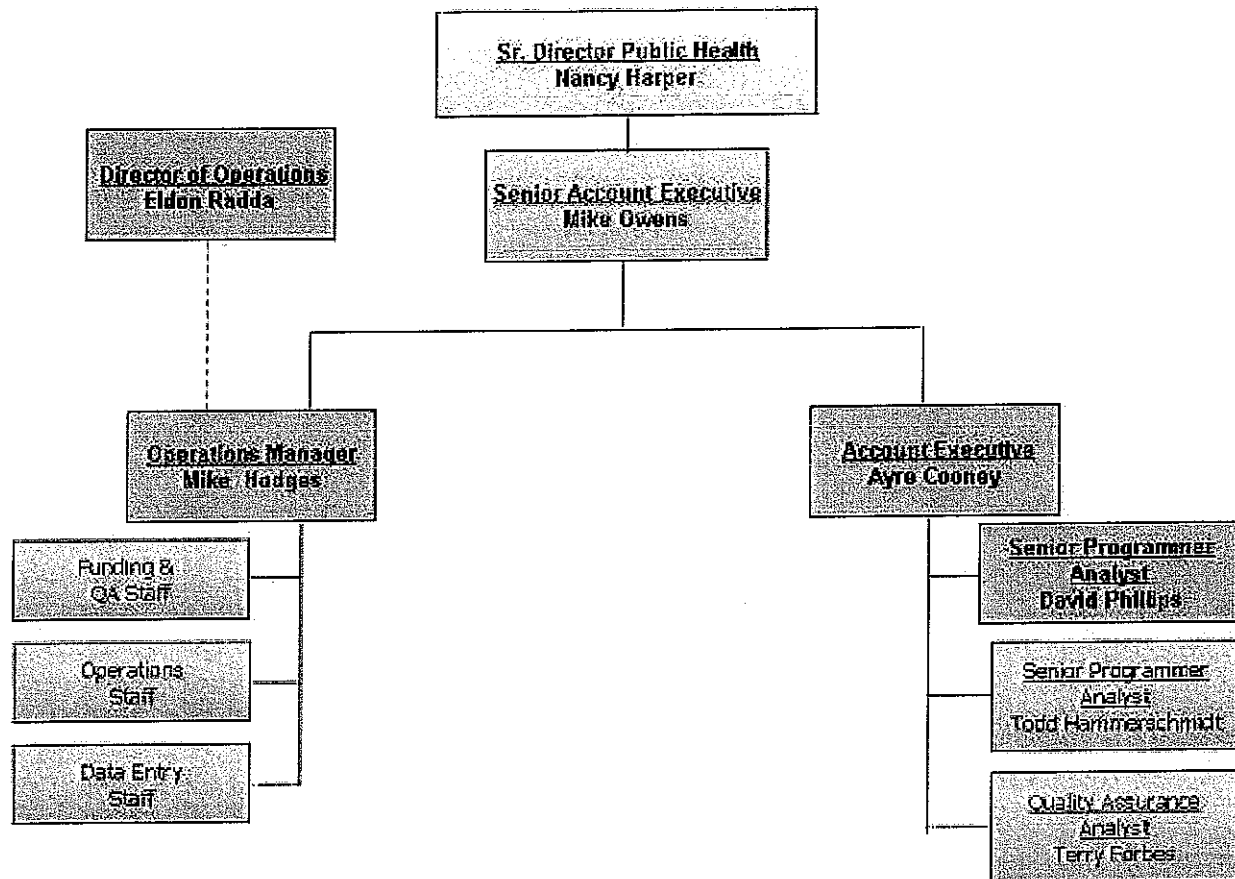 Sr. Director Public Health
Nancy Harper
Director of Operations
Eldon Radda
Senior Account Executive
Mike Owens
Operations Manager
Mike Hodges
Account Executive
Ayre Cooney
Funding &
QA Staff
Operations
Staff
Data Entry
Staff
Senior Programmer
Analyst
David Phillips
Senior Programmer
Analyst
Todd Hammerschmidt
Quality Assurance
Analyst
Terry Forbes